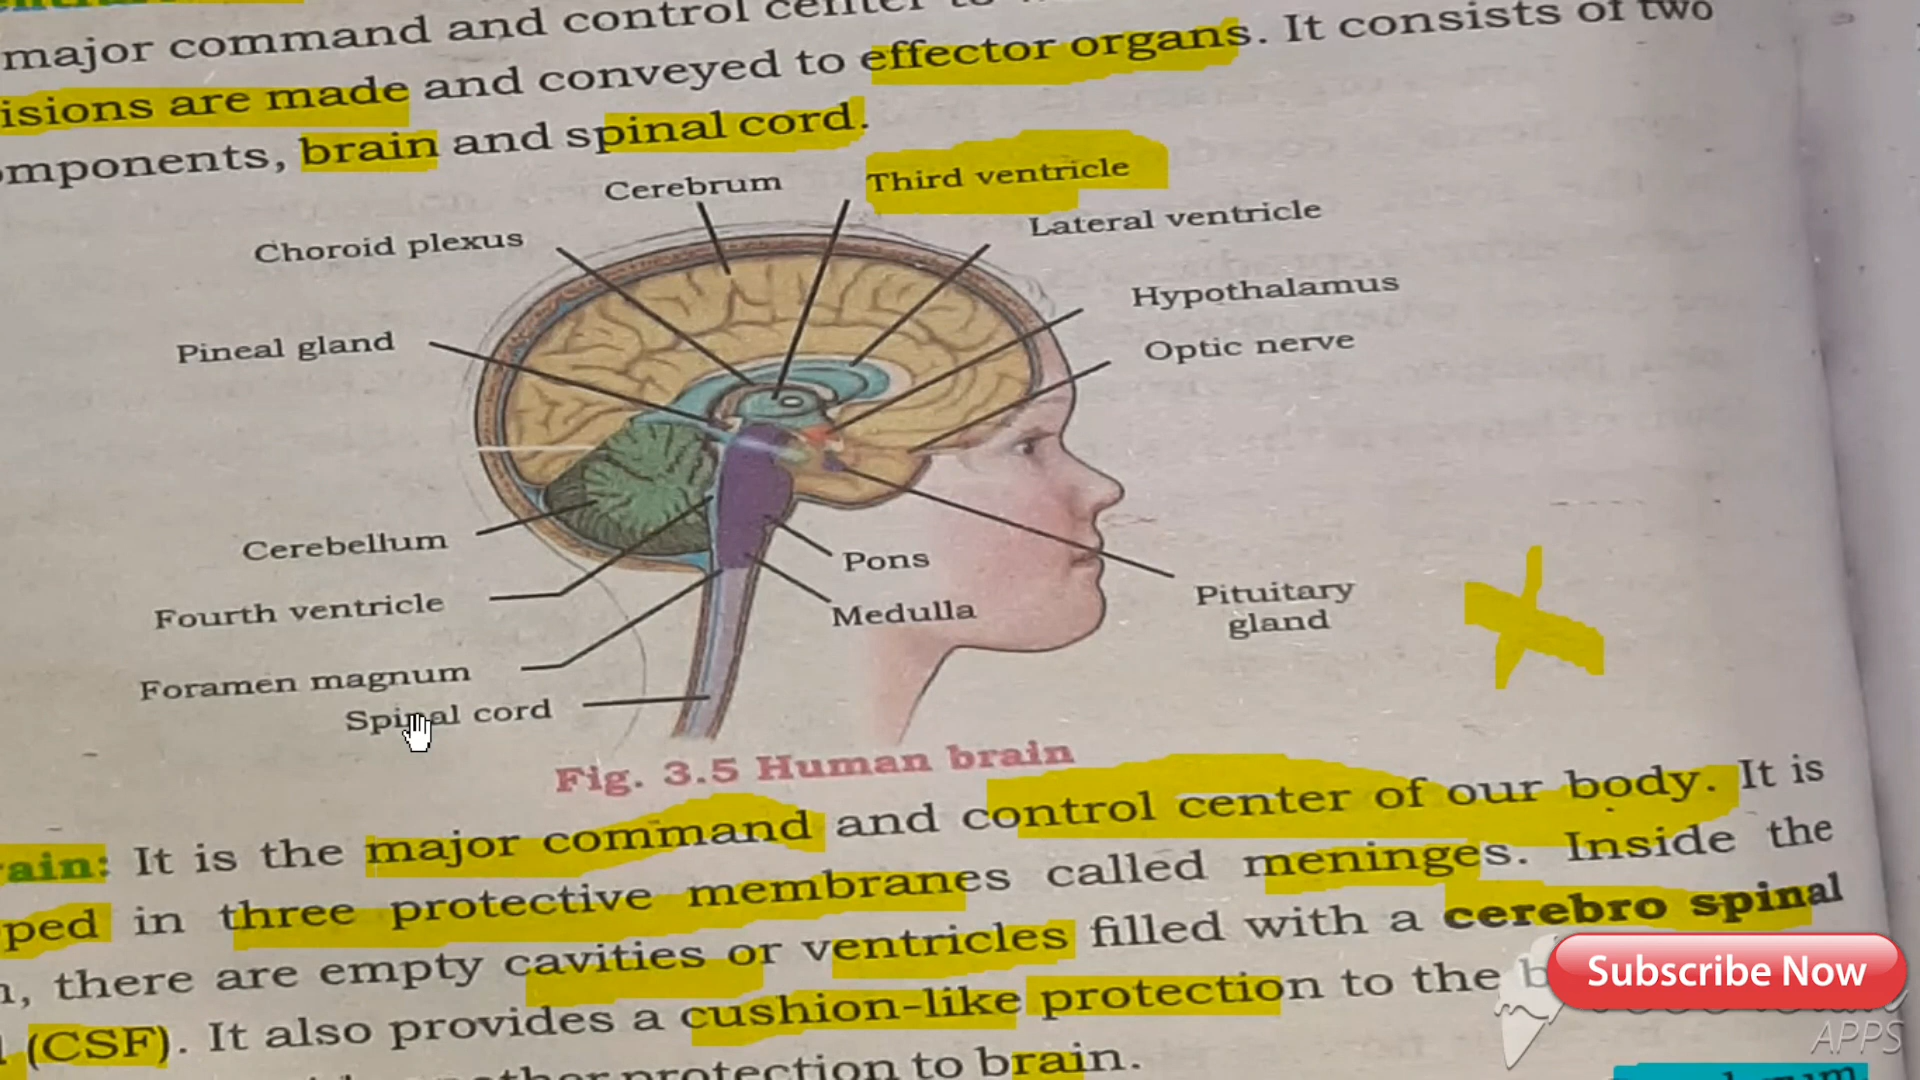 major command and control center to
isions are made and conveyed to effector organs. It consists of two
omponents, brain and spinal cord.
Cerebrum
Third ventricle
Choroid plexus
Lateral ventricle
Hypothalamus
Pineal gland
Optic nerve
Cerebellum
Pons
Fourth ventricle
Medulla
Pituitary
gland
Foramen magnum
Spinal cord
Fig. 3.5 Human brain
ain: It is the major command and control center of our body. It is
ped in three protective membranes called meninges. Inside the
n, there are empty cavities or ventricles filled with a cerebro spinal
(CSF). It also provides a cushion-like protection to the b
protection to brain.
Subscribe Now
APPS